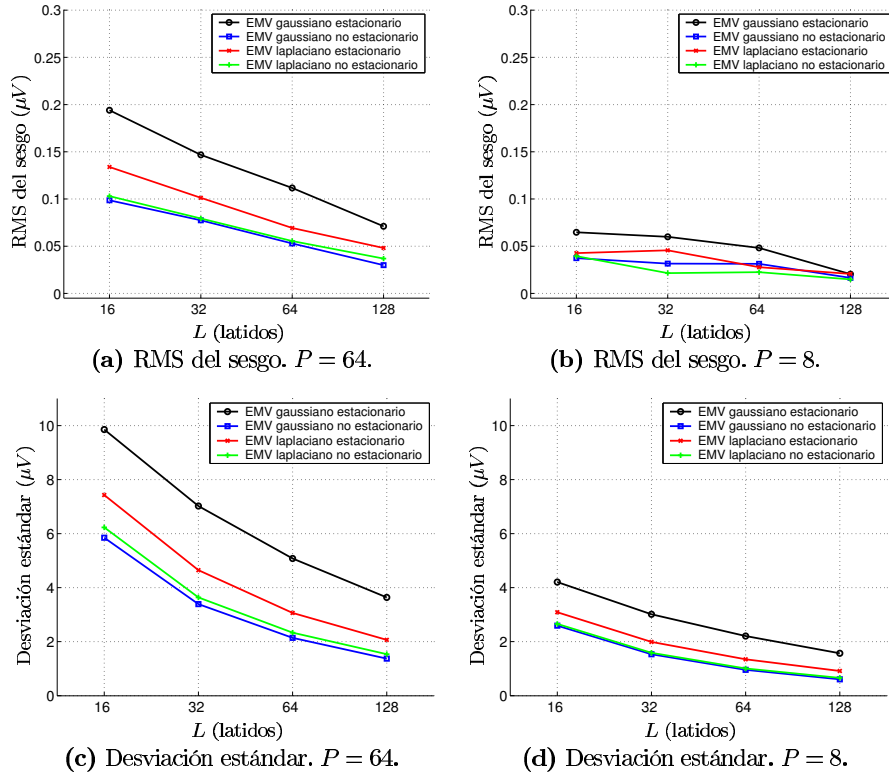 0.3
0.25
0.2
0.15
0.1
0.05
0
RMS del sesgo (μV)
EMV gaussiano estacionario
EMV gaussiano no estacionario
EMV laplaciano estacionario
EMV laplaciano no estacionario
16 32 64 128
L (latidos)
(a) RMS del sesgo. P = 64.
0.3
0.25
0.2
0.15
0.1
0.05
0
RMS del sesgo (μV)
EMV gaussiano estacionario
EMV gaussiano no estacionario
EMV laplaciano estacionario
EMV laplaciano no estacionario
16 32 64 128
L (latidos)
(b) RMS del sesgo. P = 8.
10
8
6
4
2
0
Desviación estándar (μV)
EMV gaussiano estacionario
EMV gaussiano no estacionario
EMV laplaciano estacionario
EMV laplaciano no estacionario
16 32 64 128
L (latidos)
(c) Desviación estándar. P = 64.
10
8
6
4
2
0
Desviación estándar (μV)
EMV gaussiano estacionario
EMV gaussiano no estacionario
EMV laplaciano estacionario
EMV laplaciano no estacionario
16 32 64 128
L (latidos)
(d) Desviación estándar. P = 8.